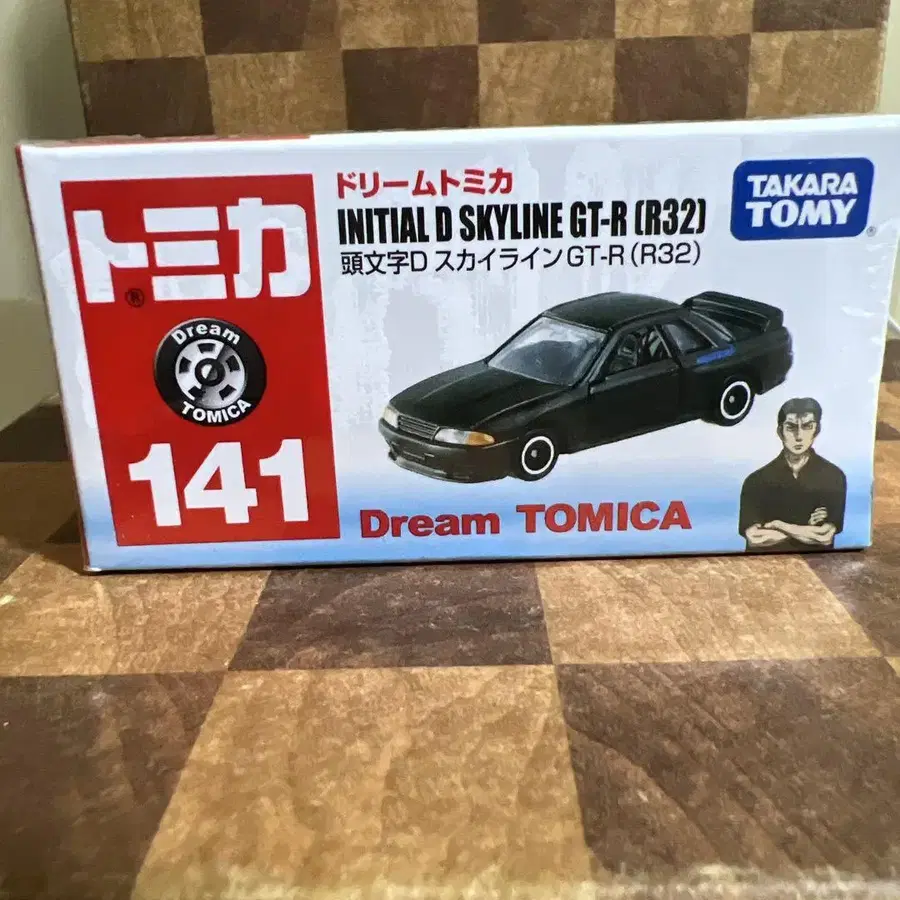 トミカ
®
Dream
TOMICA
141
ドリームトミカ
INITIAL D SKYLINE GT-R (R32)
頭文字D スカイラインGT-R(R32)
TAKARA
TOMY
®
Dream TOMICA